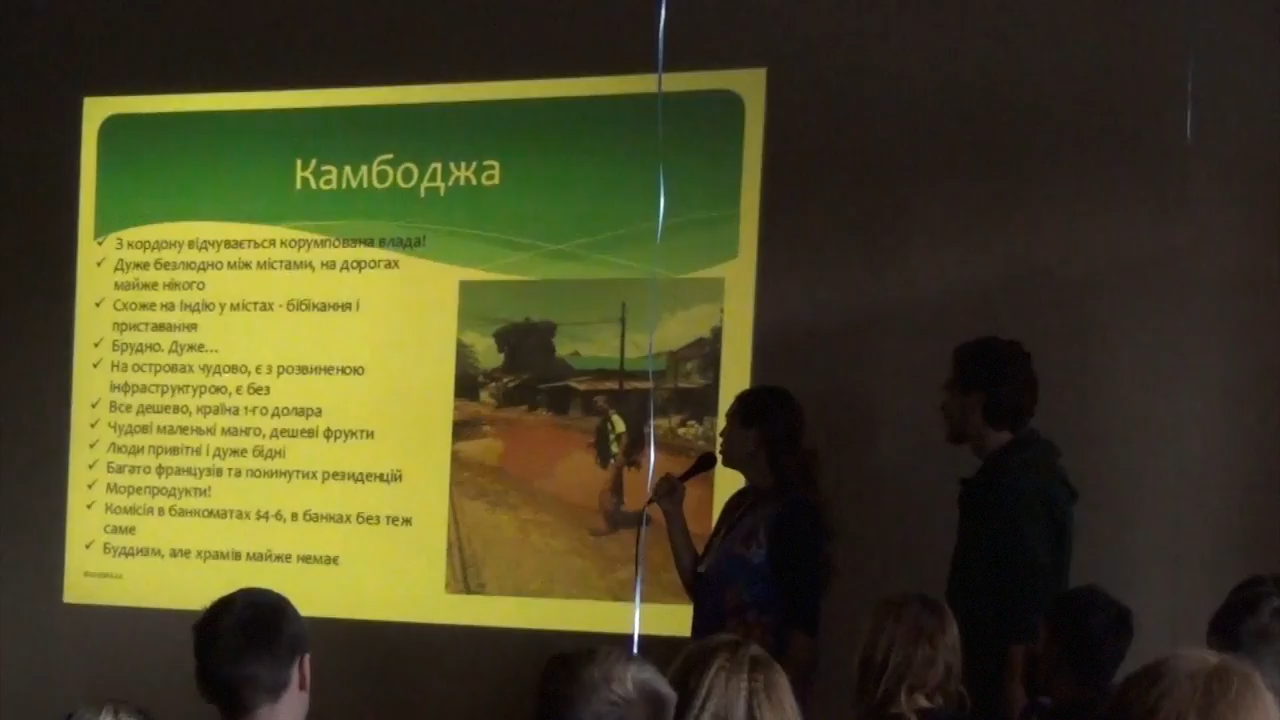 Камбоджа
З кордону відчувається корумпована влада!
Дуже безлюдно між містами, на дорогах
майже нікого
Схоже на Індію у містах - бібікання і
приставання
Брудно. Дуже...
На островах чудово, є з розвиненою
інфраструктурою, є без
Все дешево, країна 1-го долара
Чудові маленькі манго, дешеві фрукти
Люди привітні і дуже бідні
Багато французів та покинутих резиденцій
Морепродукти!
Комісія в банкоматах $4-6, в банках без теж
саме
Буддизм, але храмів майже немає